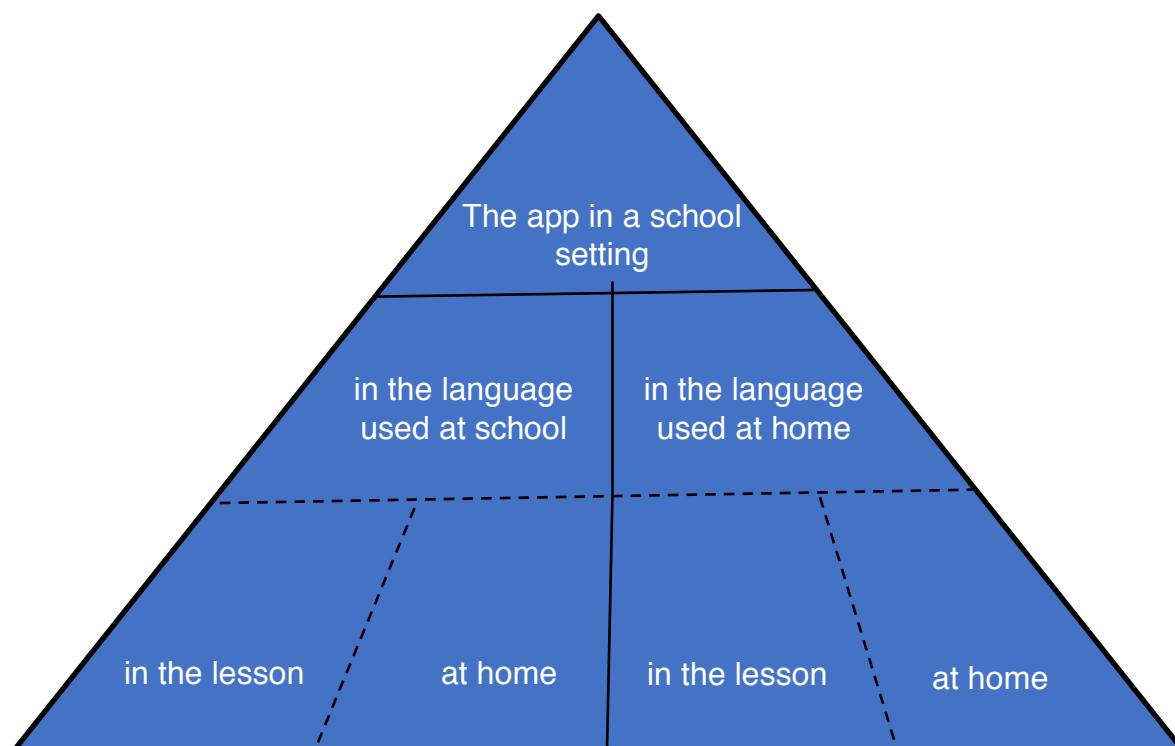 The app in a school
setting
in the language
used at school
in the language
used at home
in the lesson
at home
in the lesson
at home